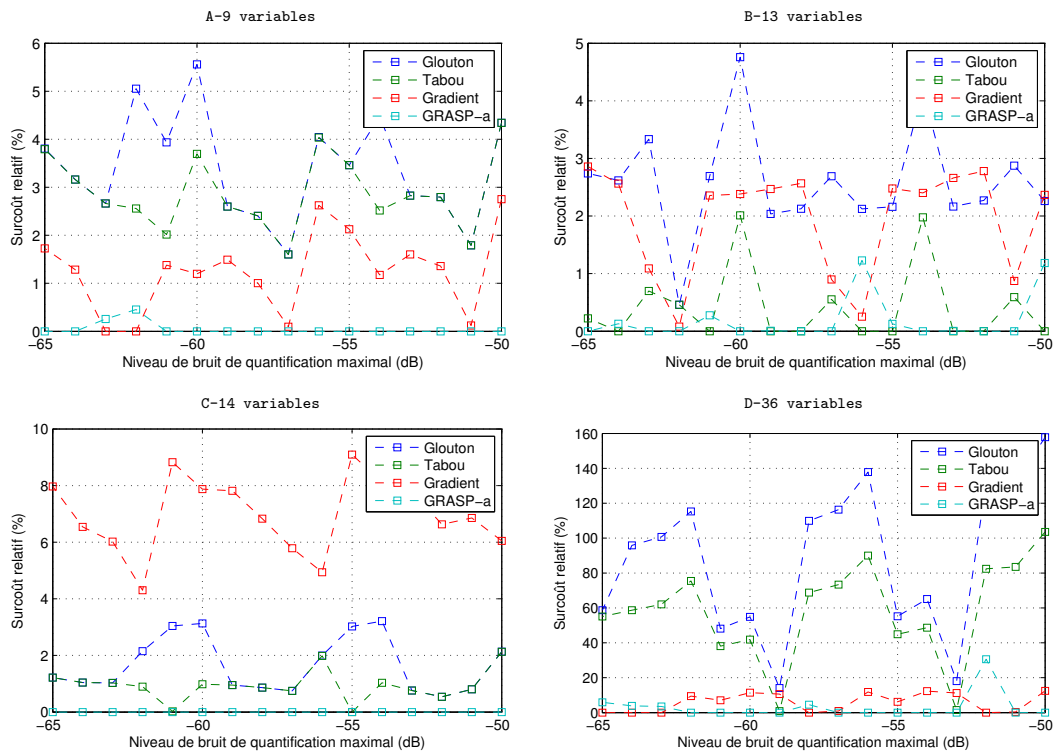 A-9 variables
6
5
4
3
2
1
0
Surcoût relatif (%)
Glouton
Tabou
Gradient
GRASP-a
-65
-60
-55
-50
Niveau de bruit de quantification maximal (dB)
B-13 variables
5
4
3
2
1
0
Surcoût relatif (%)
Glouton
Tabou
Gradient
GRASP-a
-65
-60
-55
-50
Niveau de bruit de quantification maximal (dB)
C-14 variables
10
8
6
4
2
0
Surcoût relatif (%)
Glouton
Tabou
Gradient
GRASP-a
-65
-60
-55
-50
Niveau de bruit de quantification maximal (dB)
D-36 variables
160
140
120
100
80
60
40
20
0
Surcoût relatif (%)
Glouton
Tabou
Gradient
GRASP-a
-65
-60
-55
-50
Niveau de bruit de quantification maximal (dB)